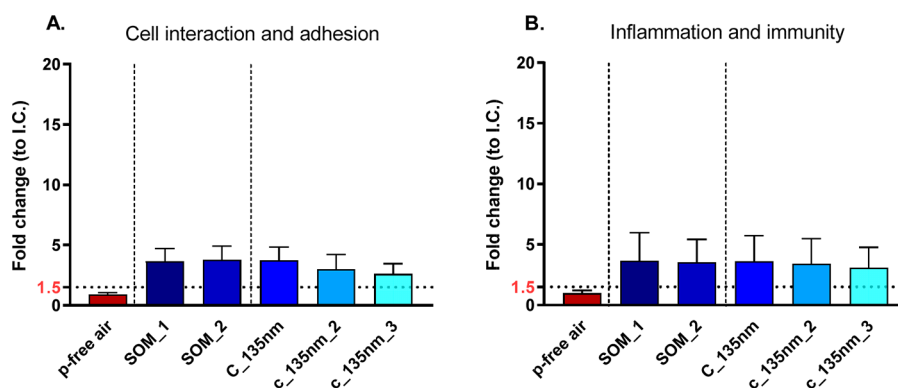 A.
Cell interaction and adhesion
Fold change (to I.C.)
20
15
10
5
1.5
0
p-free air
SOM_1
SOM_2
C_135nm
c_135nm_2
c_135nm_3
B.
Inflammation and immunity
Fold change (to I.C.)
20
15
10
5
1.5
0
p-free air
SOM_1
SOM_2
C_135nm
c_135nm_2
c_135nm_3